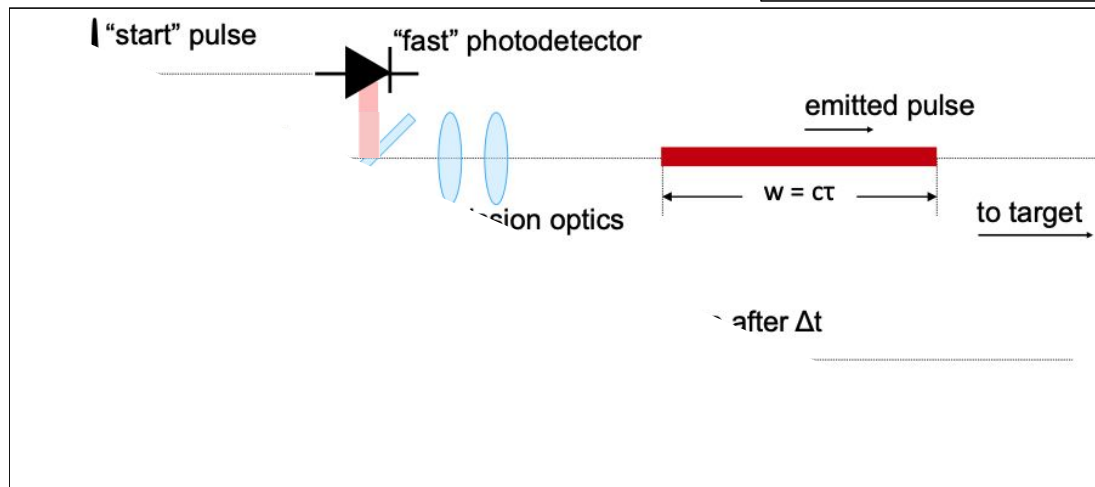 “start” pulse
“fast” photodetector
emitted pulse
w = cτ
optics
to target
after Δt